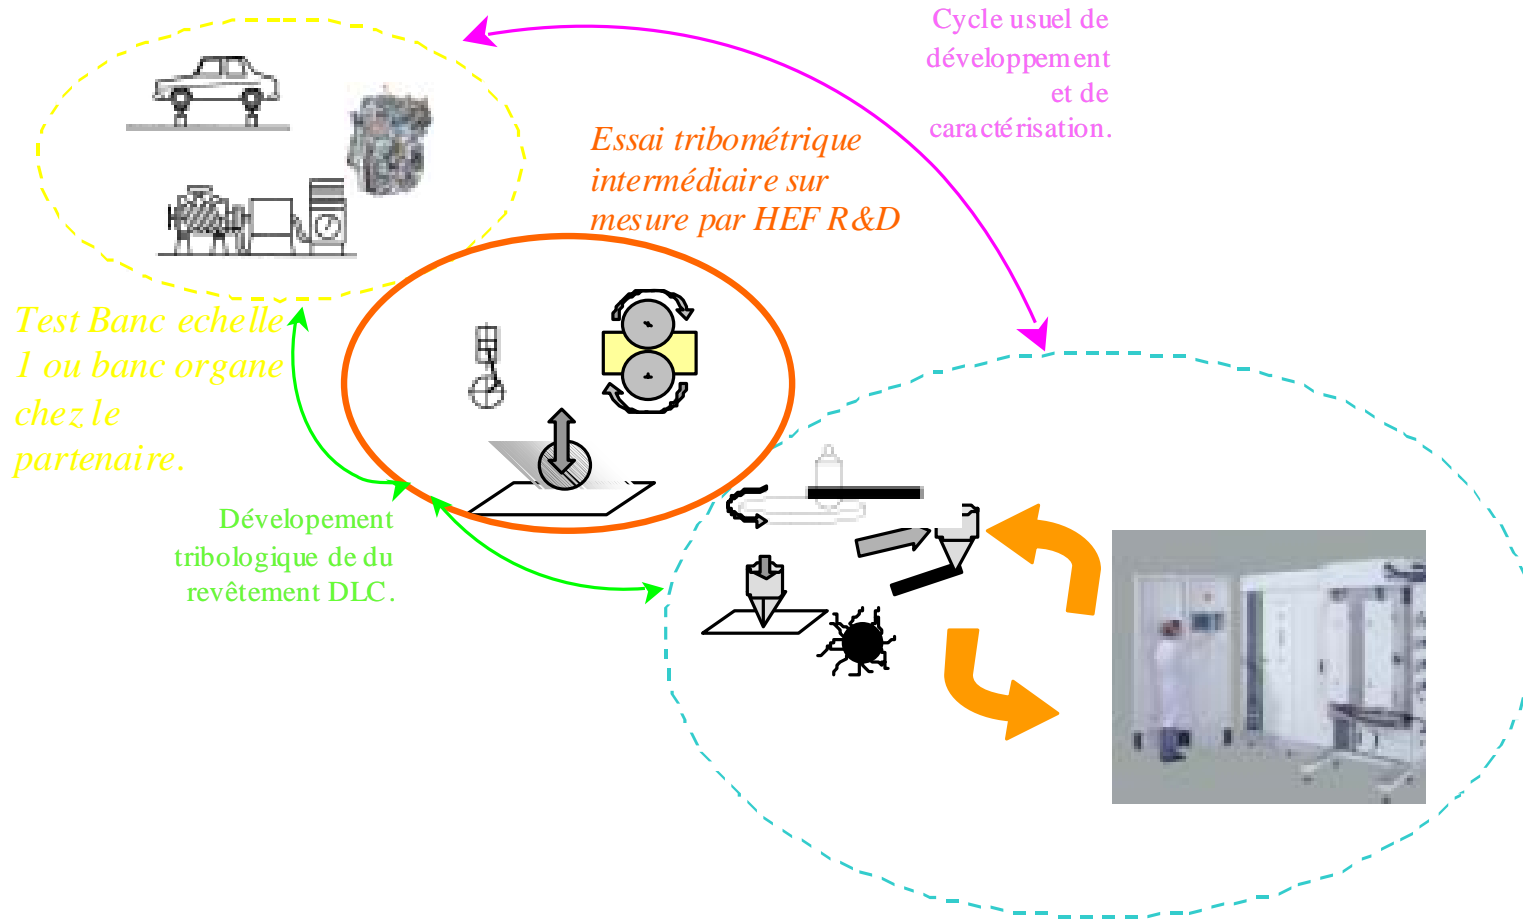 Cycle usuel de
développement
et de
caractérisation.
Essai tribométrique
intermédiaire sur
mesure par HEF R&D
Test Banc echelle
1 ou banc organe
chez le
partenaire.
Dévelopement
tribologique de du
revêtement DLC.